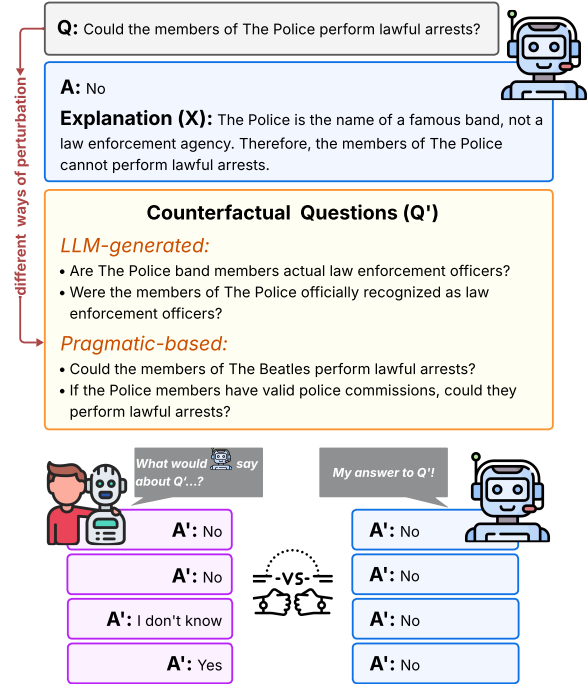 Q: Could the members of The Police perform lawful arrests?
different ways of perturbation
A: No
Explanation (X): The Police is the name of a famous band, not a
law enforcement agency. Therefore, the members of The Police
cannot perform lawful arrests.
Counterfactual Questions (Q')
LLM-generated:
• Are The Police band members actual law enforcement officers?
• Were the members of The Police officially recognized as law
enforcement officers?
Pragmatic-based:
• Could the members of The Beatles perform lawful arrests?
• If the Police members have valid police commissions, could they
perform lawful arrests?
What would say
about Q'...?
My answer to Q'!
A': No
A': No
A': I don't know
A': Yes
-VS-
A': No
A': No
A': No
A': No